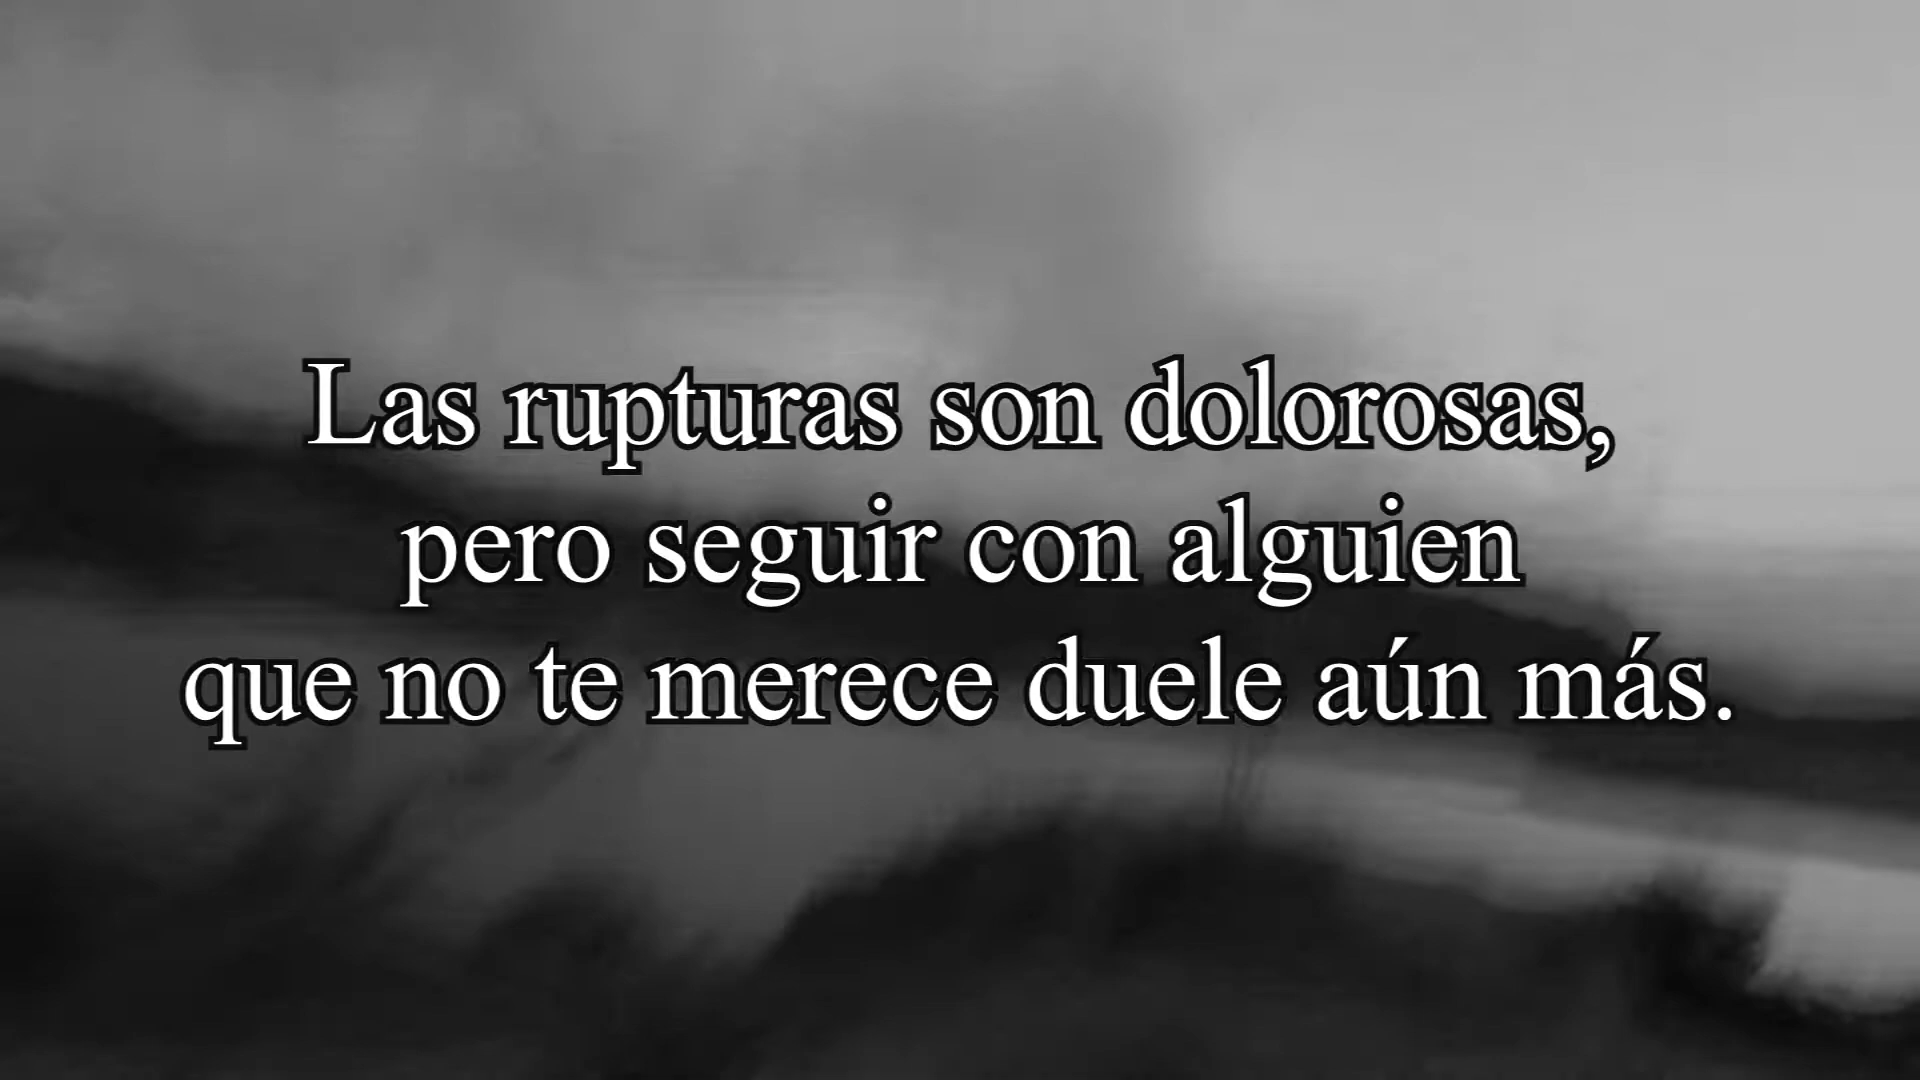 Las rupturas son dolorosas,
pero seguir con alguien
que no te merece duele aún más.